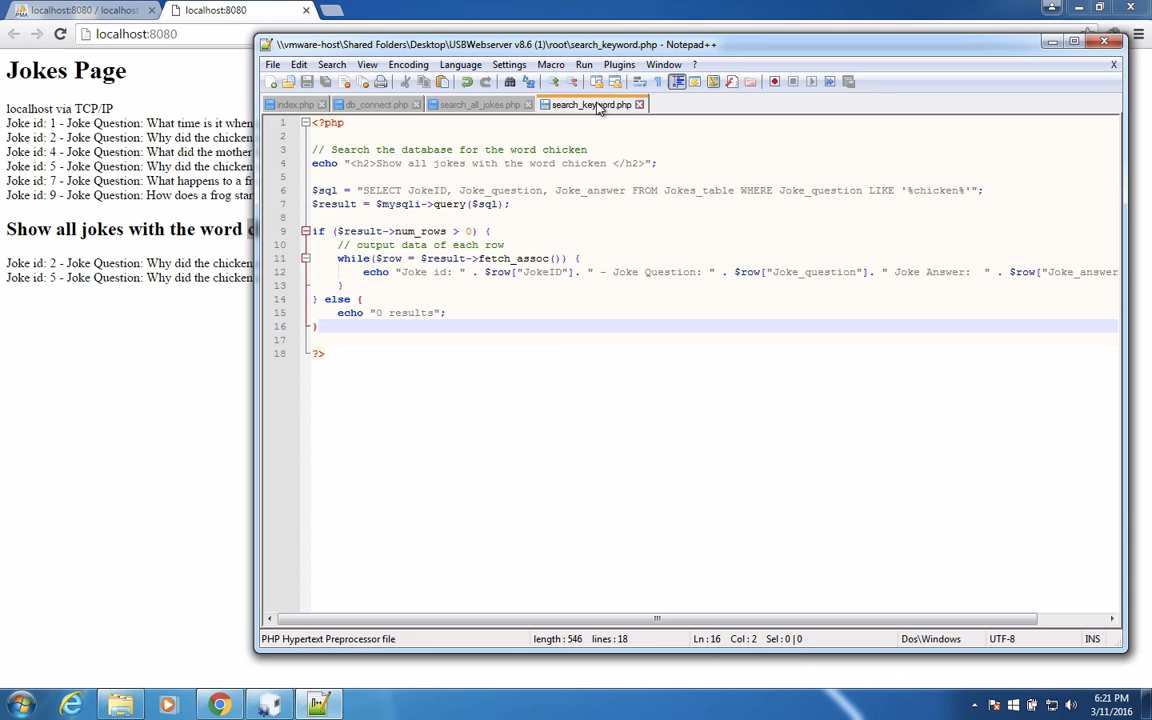 localhost:8080 / localhost
localhost:8080
localhost:8080
Jokes Page
localhost via TCP/IP
Joke id: 1 - Joke Question: What time is it when
Joke id: 2 - Joke Question: Why did the chicken
Joke id: 4 - Joke Question: What did the mother
Joke id: 5 - Joke Question: Why did the chicken
Joke id: 7 - Joke Question: What happens to a fr
Joke id: 9 - Joke Question: How does a frog star
Show all jokes with the word c
Joke id: 2 - Joke Question: Why did the chicken
Joke id: 5 - Joke Question: Why did the chicken
\\vmware-host\Shared Folders\Desktop\USBWebserver v8.6 (1)\root\search_keyword.php - Notepad++
File Edit Search View Encoding Language Settings Macro Run Plugins Window ? X
index.php db_connect.php search_all_jokes.php search_keyword.php
1 <?php
2
3 // Search the database for the word chicken
4 echo "<h2>Show all jokes with the word chicken </h2>";
5
6 $sql = "SELECT JokeID, Joke_question, Joke_answer FROM Jokes_table WHERE Joke_question LIKE '%chicken%'";
7 $result = $mysqli->query($sql);
8
9 if ($result->num_rows > 0) {
10 // output data of each row
11 while($row = $result->fetch_assoc()) {
12 echo "Joke id: " . $row["JokeID"]. " - Joke Question: " . $row["Joke_question"]. " Joke Answer:  " . $row["Joke_answer
13 }
14 } else {
15 echo "0 results";
16 }
17
18 ?>
PHP Hypertext Preprocessor file length : 546 lines : 18 Ln : 16 Col : 2 Sel : 0 | 0 Dos\Windows UTF-8 INS
6:21 PM
3/11/2016